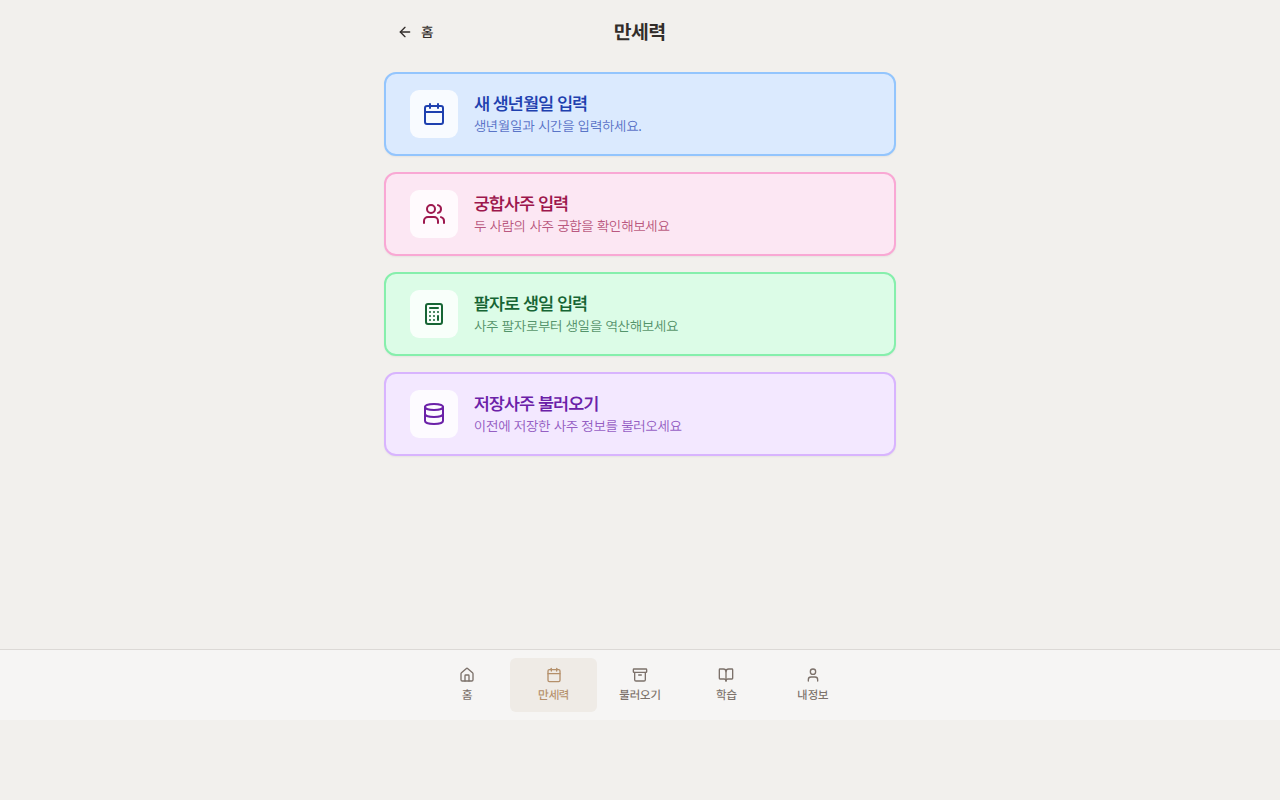 홈
만세력
새 생년월일 입력
생년월일과 시간을 입력하세요.
궁합사주 입력
두 사람의 사주 궁합을 확인해보세요
팔자로 생일 입력
사주 팔자로부터 생일을 역산해보세요
저장사주 불러오기
이전에 저장한 사주 정보를 불러오세요
홈
만세력
불러오기
학습
내정보